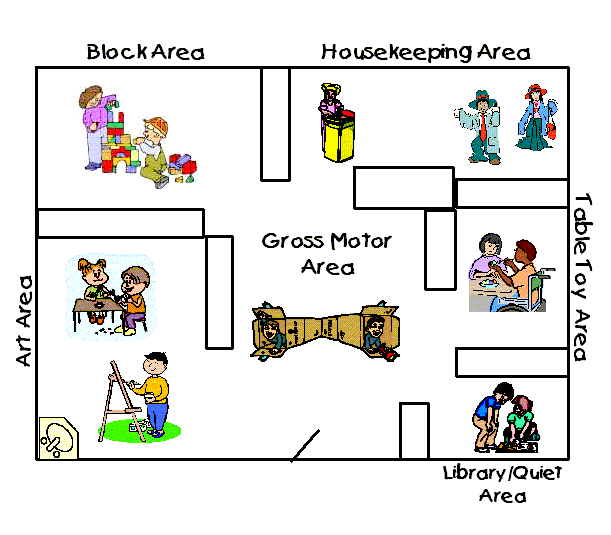 Block Area
Housekeeping Area
Gross Motor
Area
Table Toy Area
Art Area
Library/Quiet
Area